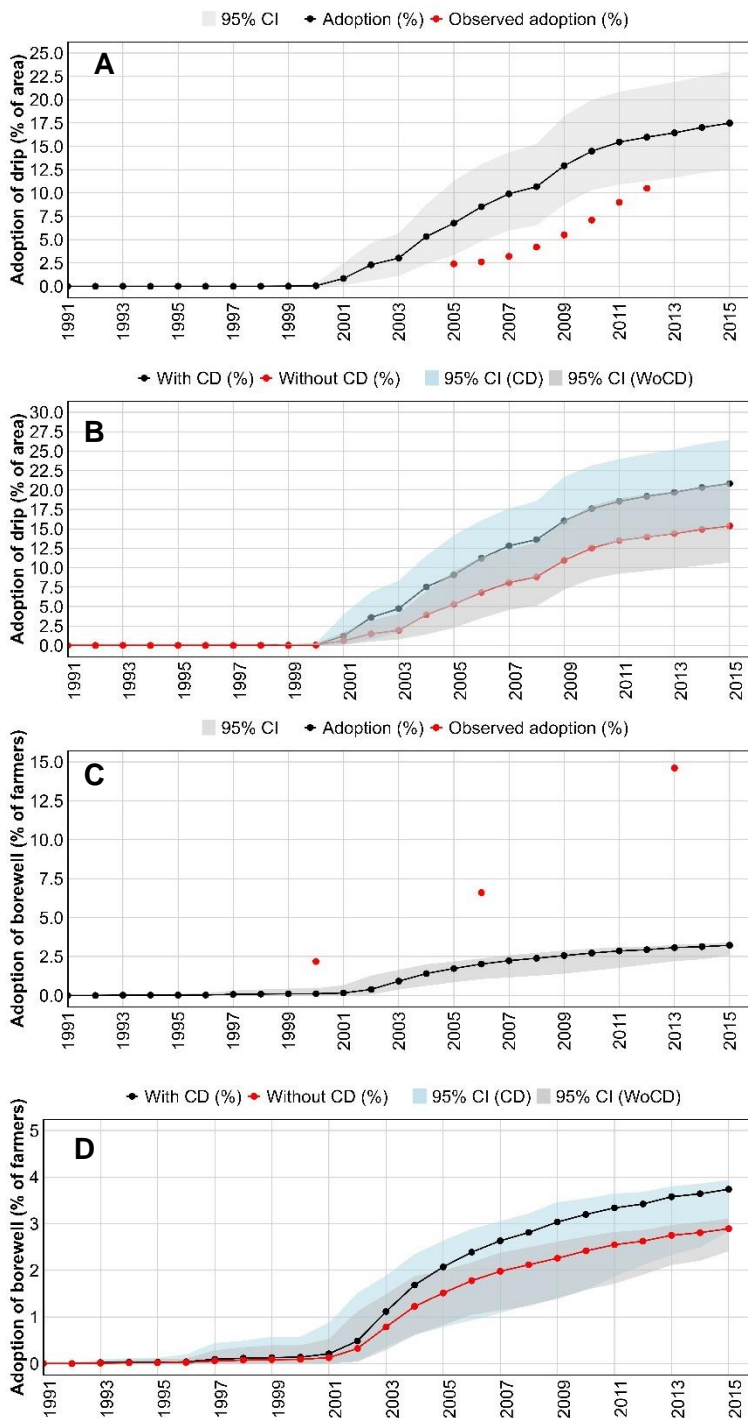 95% CI Adoption (%) Observed adoption (%)
A
Adoption of drip (% of area)
25.0
22.5
20.0
17.5
15.0
12.5
10.0
7.5
5.0
2.5
0.0
1991 1993 1995 1997 1999 2001 2003 2005 2007 2009 2011 2013 2015
With CD (%) Without CD (%) 95% CI (CD) 95% CI (WoCD)
B
Adoption of drip (% of area)
30.0
27.5
25.0
22.5
20.0
17.5
15.0
12.5
10.0
7.5
5.0
2.5
0.0
1991 1993 1995 1997 1999 2001 2003 2005 2007 2009 2011 2013 2015
95% CI Adoption (%) Observed adoption (%)
C
Adoption of borewell (% of farmers)
15.0
12.5
10.0
7.5
5.0
2.5
0.0
1991 1993 1995 1997 1999 2001 2003 2005 2007 2009 2011 2013 2015
With CD (%) Without CD (%) 95% CI (CD) 95% CI (WoCD)
D
Adoption of borewell (% of farmers)
5
4
3
2
1
0
1991 1993 1995 1997 1999 2001 2003 2005 2007 2009 2011 2013 2015